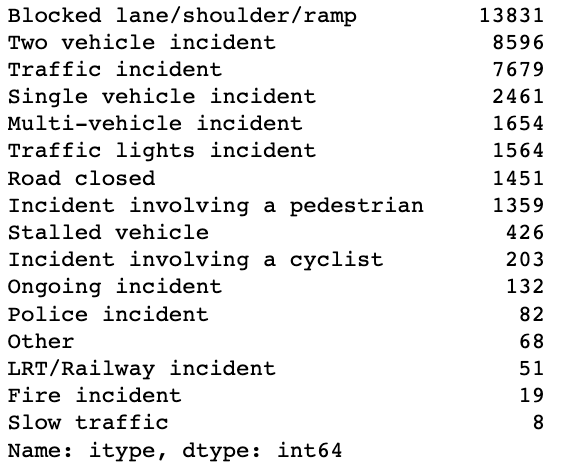 Blocked lane/shoulder/ramp 13831
Two vehicle incident 8596
Traffic incident 7679
Single vehicle incident 2461
Multi-vehicle incident 1654
Traffic lights incident 1564
Road closed 1451
Incident involving a pedestrian 1359
Stalled vehicle 426
Incident involving a cyclist 203
Ongoing incident 132
Police incident 82
Other 68
LRT/Railway incident 51
Fire incident 19
Slow traffic 8
Name: itype, dtype: int64